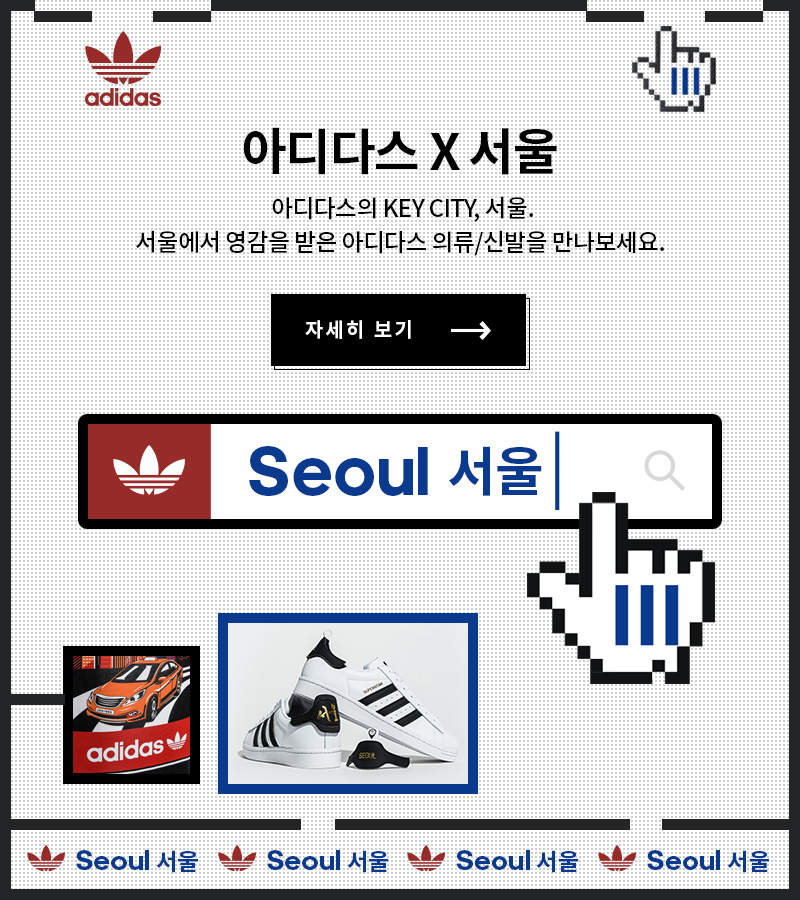 adidas
아디다스 X 서울
아디다스의 KEY CITY, 서울.
서울에서 영감을 받은 아디다스 의류/신발을 만나보세요.
자세히 보기
Seoul 서울
adidas
SUPERSTAR
SEOUL
Seoul 서울 Seoul 서울 Seoul 서울 Seoul 서울